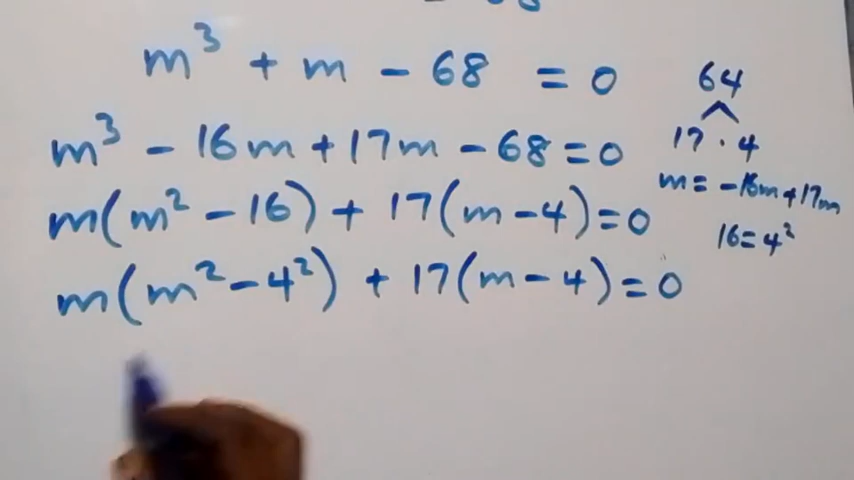 m³ + m - 68 = 0
64
m³ - 16m + 17m - 68 = 0
17 · 4
m = -16m + 17m
m(m² - 16) + 17(m - 4) = 0
16 = 4²
m(m² - 4²) + 17(m - 4) = 0